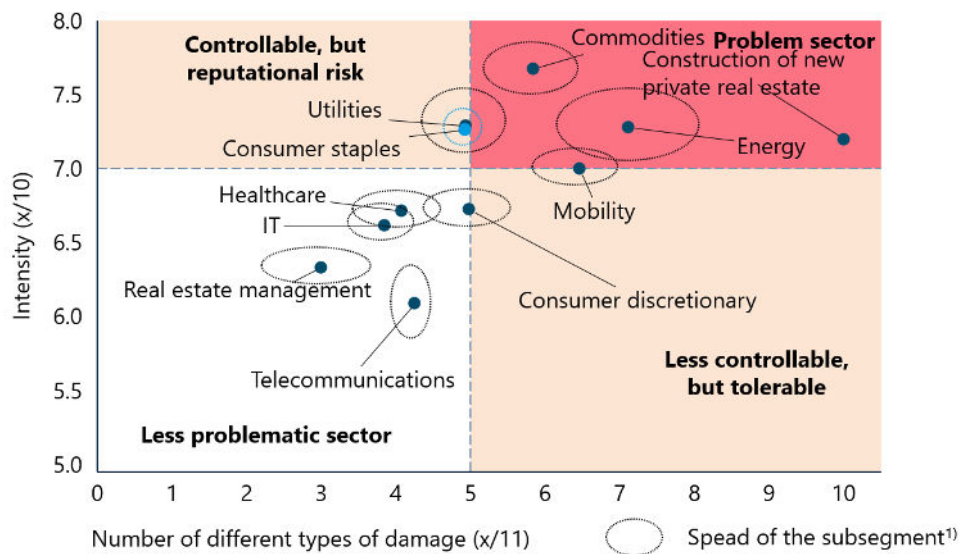 8.0
Controllable, but
reputational risk
Commodities
Problem sector
Construction of new
private real estate
7.5
Utilities
Consumer staples
Energy
7.0
Healthcare
IT
Mobility
6.5
Real estate management
Consumer discretionary
6.0
Telecommunications
Less controllable,
but tolerable
5.5
Less problematic sector
5.0
Intensity (x/10)
0 1 2 3 4 5 6 7 8 9 10
Number of different types of damage (x/11)
Spead of the subsegment¹⁾